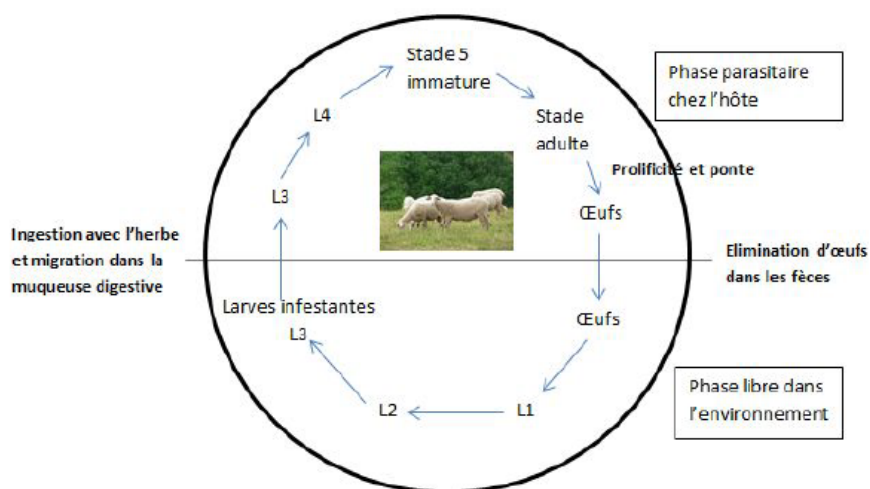 Stade 5
immature
Phase parasitaire
chez l'hôte
L4
Stade
adulte
Prolificité et ponte
L3
Œufs
Ingestion avec l'herbe
et migration dans la
muqueuse digestive
Elimination d'œufs
dans les fèces
Larves infestantes
L3
Œufs
Phase libre dans
l'environnement
L2
L1